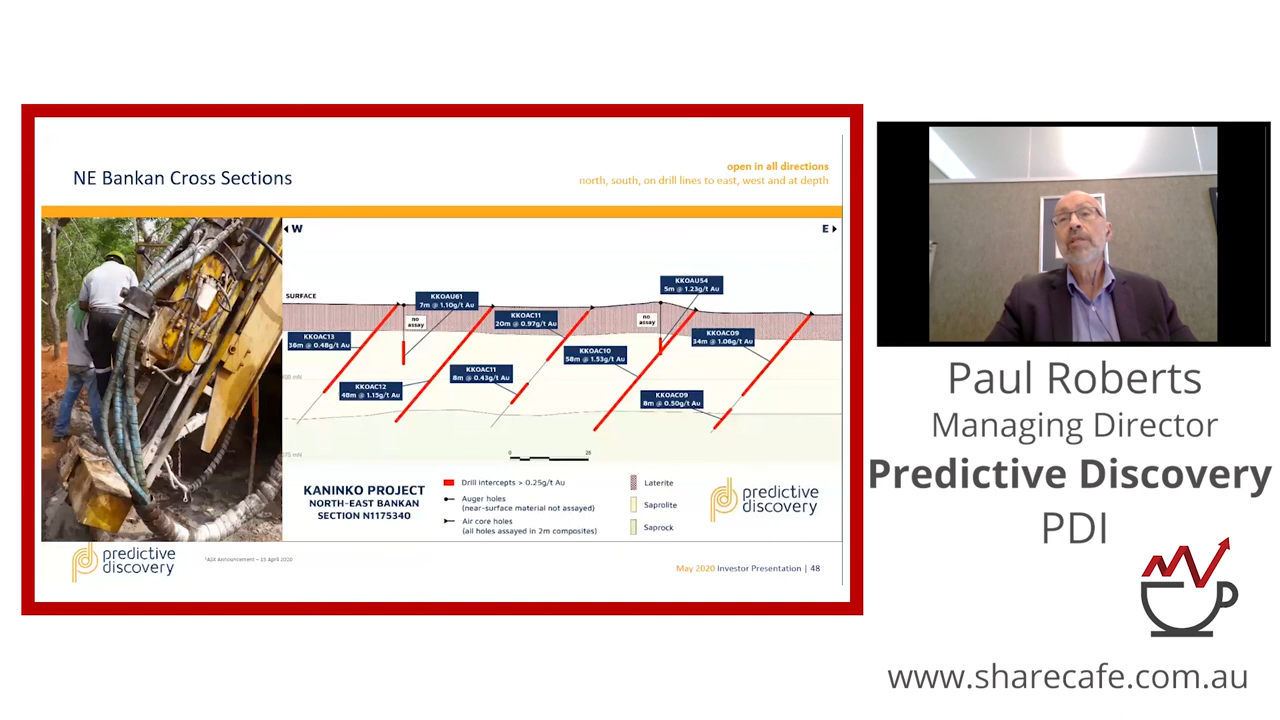 NE Bankan Cross Sections
open in all directions
north, south, on drill lines to east, west and at depth
W
E
SURFACE
KKOAU61
7m @ 1.10g/t Au
KKOAU54
5m @ 1.23g/t Au
no
assay
KKOAC11
20m @ 0.97g/t Au
no
assay
KKOAC13
36m @ 0.48g/t Au
KKOAC09
34m @ 1.06g/t Au
KKOAC10
58m @ 1.53g/t Au
KKOAC11
8m @ 0.43g/t Au
KKOAC12
48m @ 1.15g/t Au
KKOAC09
8m @ 0.50g/t Au
0
KANINKO PROJECT
NORTH-EAST BANKAN
SECTION N1175340
Drill intercepts > 0.25g/t Au
Auger holes
(near-surface material not assayed)
Air core holes
(all holes assayed in 2m composites)
Laterite
Saprolite
Saprock
predictive
discovery
predictive
discovery
May 2020 Investor Presentation | 48
Paul Roberts
Managing Director
Predictive Discovery
PDI
www.sharecafe.com.au